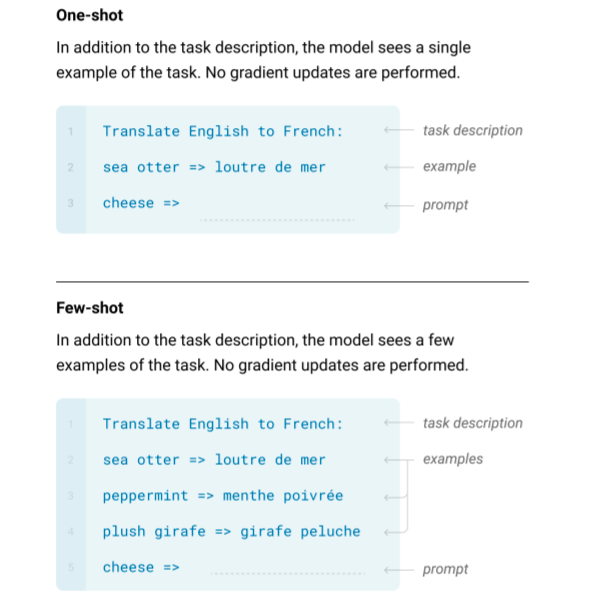 One-shot
In addition to the task description, the model sees a single
example of the task. No gradient updates are performed.
1 Translate English to French: task description
2 sea otter => loutre de mer example
3 cheese => prompt
Few-shot
In addition to the task description, the model sees a few
examples of the task. No gradient updates are performed.
1 Translate English to French: task description
2 sea otter => loutre de mer examples
3 peppermint => menthe poivrée
4 plush girafe => girafe peluche
5 cheese => prompt